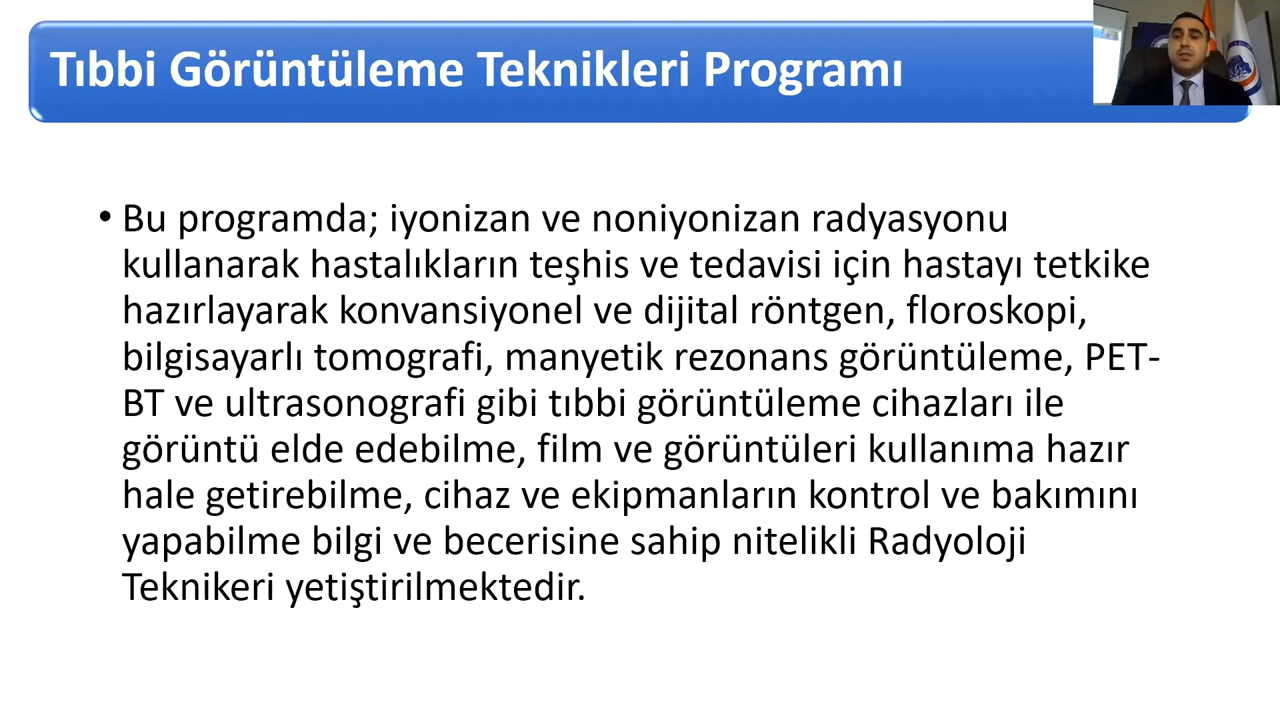 Tıbbi Görüntüleme Teknikleri Programı
• Bu programda; iyonizan ve noniyonizan radyasyonu
kullanarak hastalıkların teşhis ve tedavisi için hastayı tetkike
hazırlayarak konvansiyonel ve dijital röntgen, floroskopi,
bilgisayarlı tomografi, manyetik rezonans görüntüleme, PET-
BT ve ultrasonografi gibi tıbbi görüntüleme cihazları ile
görüntü elde edebilme, film ve görüntüleri kullanıma hazır
hale getirebilme, cihaz ve ekipmanların kontrol ve bakımını
yapabilme bilgi ve becerisine sahip nitelikli Radyoloji
Teknikeri yetiştirilmektedir.